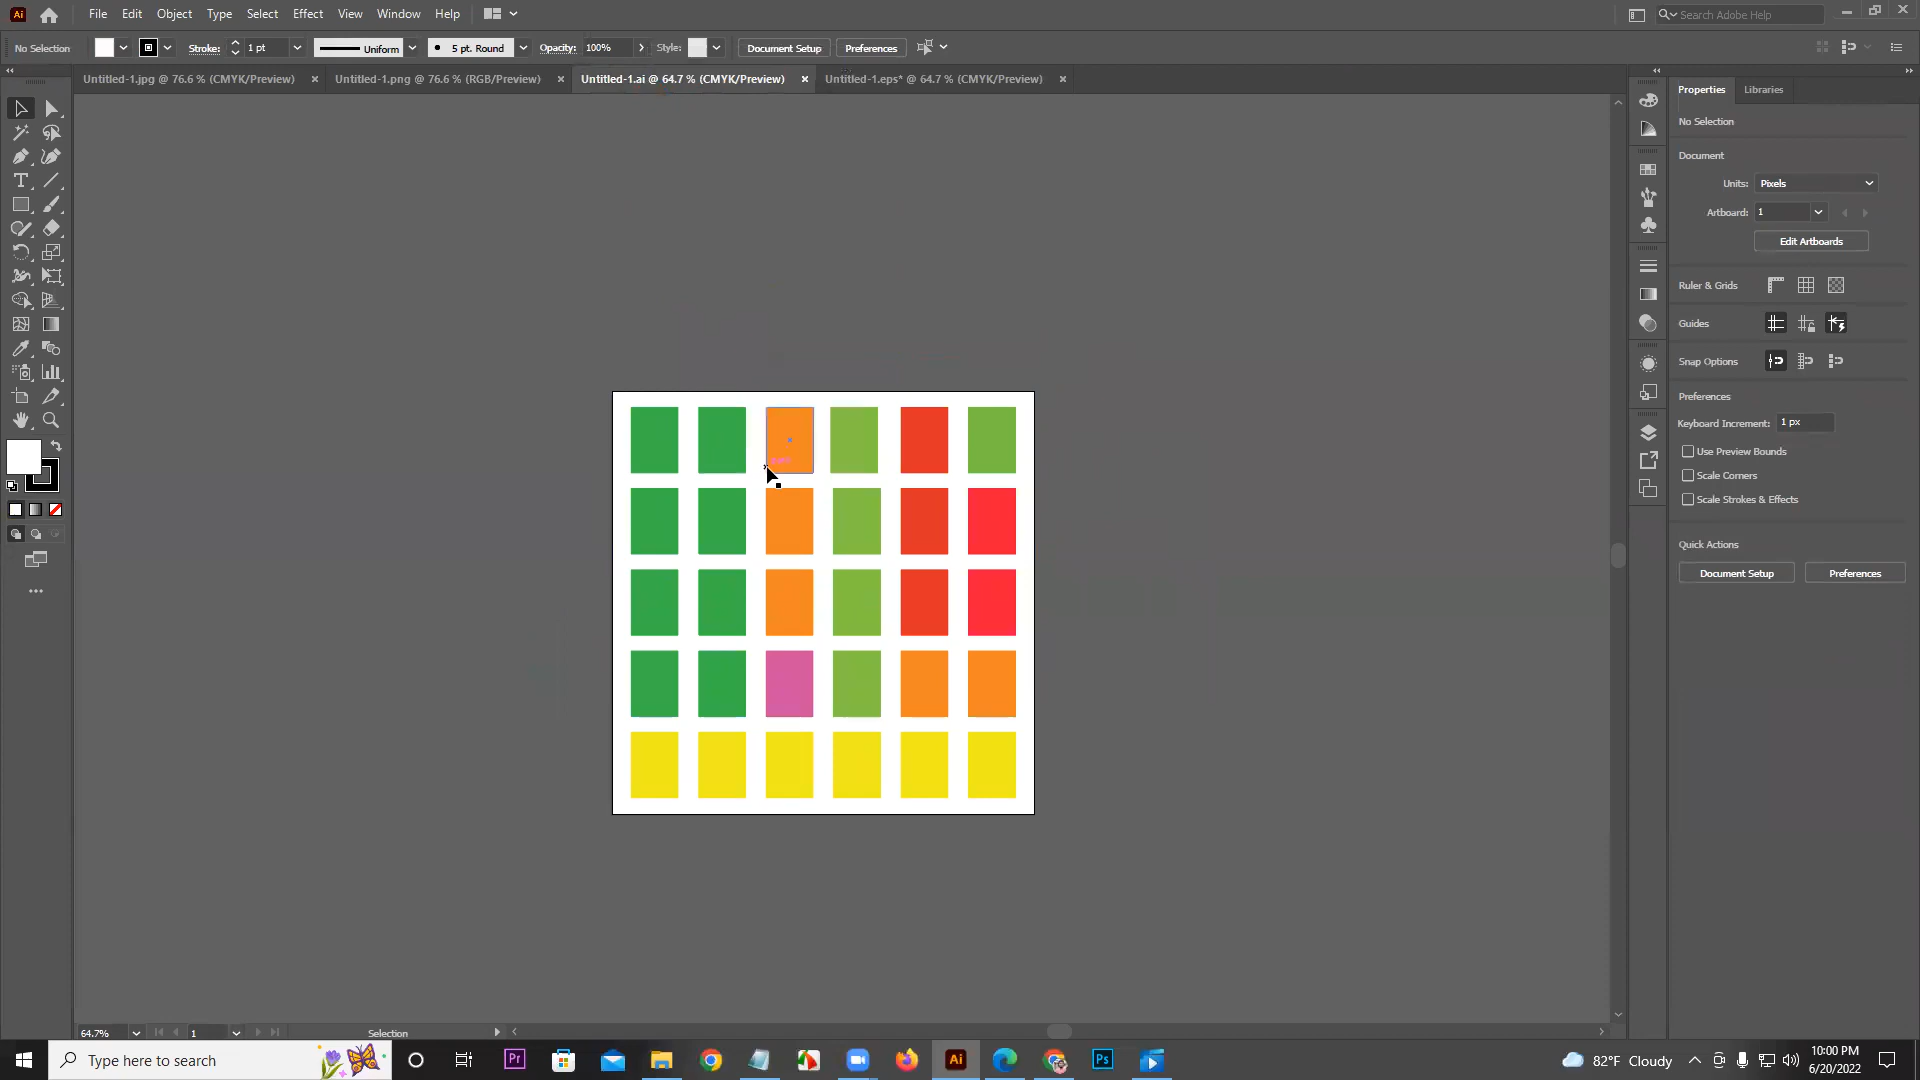 Ai File Edit Object Type Select Effect View Window Help Search Adobe Help
No Selection Stroke: 1 pt Uniform 5 pt. Round Opacity: 100% Style: Document Setup Preferences
Untitled-1.jpg @ 76.6 % (CMYK/Preview) Untitled-1.png @ 76.6 % (RGB/Preview) Untitled-1.ai @ 64.7 % (CMYK/Preview) Untitled-1.eps* @ 64.7 % (CMYK/Preview)
Properties Libraries
No Selection
Document
Units: Pixels
Artboard: 1
Edit Artboards
Ruler & Grids
Guides
Snap Options
Preferences
Keyboard Increment: 1 px
Use Preview Bounds
Scale Corners
Scale Strokes & Effects
Quick Actions
Document Setup Preferences
64.7% 1 Selection
Type here to search Pr Ai Ps 82°F Cloudy 10:00 PM
6/20/2022